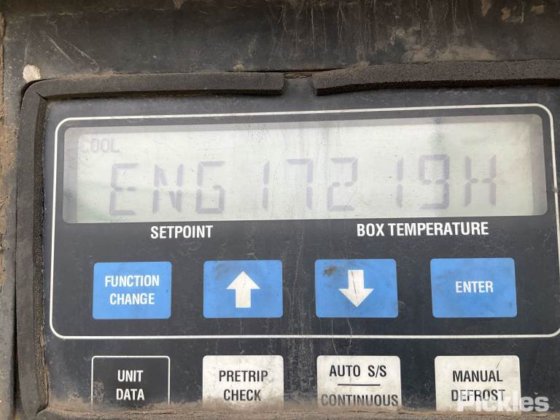 COOL
ENG 17219H
SETPOINT BOX TEMPERATURE
FUNCTION CHANGE
ENTER
UNIT DATA
PRETRIP CHECK
AUTO S/S CONTINUOUS
MANUAL DEFROST
Pickles